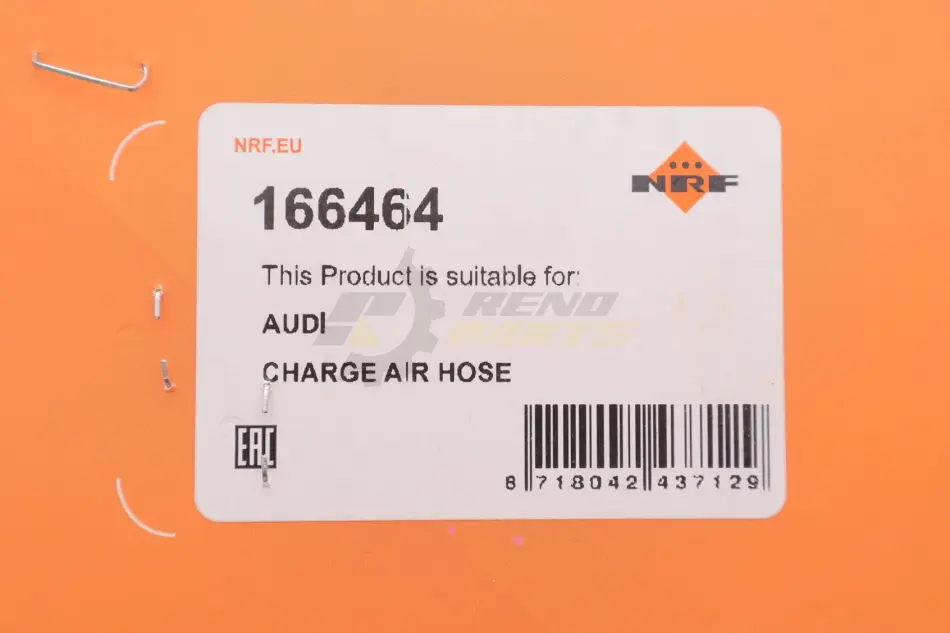 NRF.EU
NRF
166464
This Product is suitable for:
RENO
PARTS
AUDI
CHARGE AIR HOSE
EAC
8 718042 437129